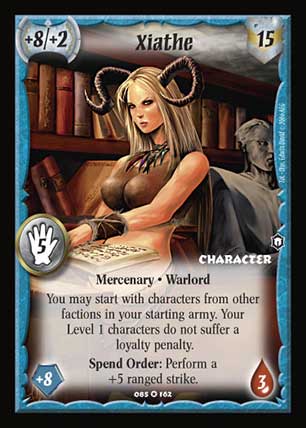 +8/+2
Xiathe
15
5
CHARACTER
Mercenary • Warlord
You may start with characters from other
factions in your starting army. Your
Level 1 characters do not suffer a
loyalty penalty.
Spend Order: Perform a
+5 ranged strike.
+8
085 162
3